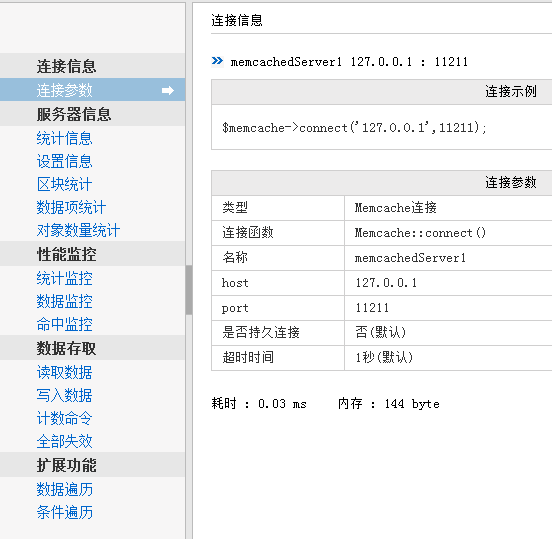 连接信息
连接参数
服务器信息
统计信息
设置信息
区块统计
数据项统计
对象数量统计
性能监控
统计监控
数据监控
命中监控
数据存取
读取数据
写入数据
计数命令
全部失效
扩展功能
数据遍历
条件遍历
连接信息
memcachedServer1 127.0.0.1 : 11211
连接示例
$memcache->connect('127.0.0.1',11211);
连接参数
类型 Memcache连接
连接函数 Memcache::connect()
名称 memcachedServer1
host 127.0.0.1
port 11211
是否持久连接 否(默认)
超时时间 1秒(默认)
耗时 : 0.03 ms 内存 : 144 byte